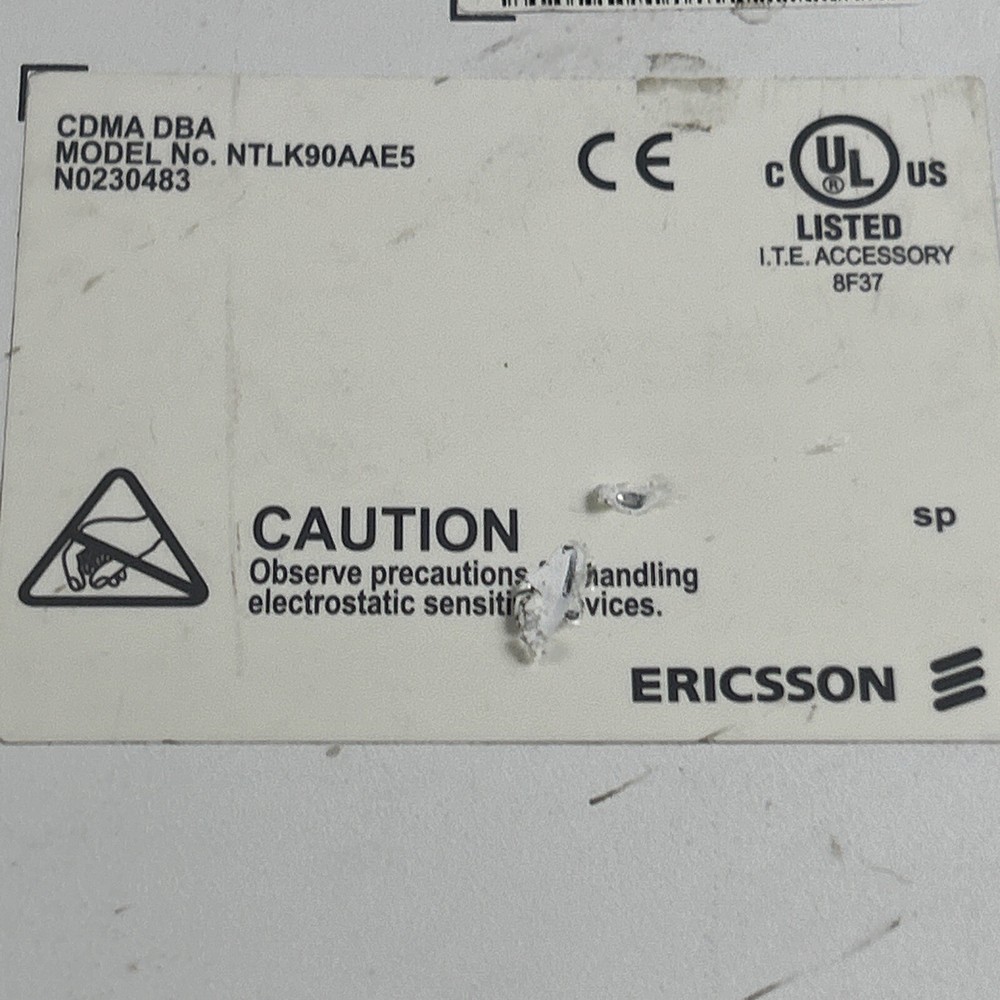 CDMA DBA
MODEL No. NTLK90AAE5
N0230483
CE
C UL ® US
LISTED
I.T.E. ACCESSORY
8F37
CAUTION
Observe precautions handling
electrostatic
sp
ERICSSON